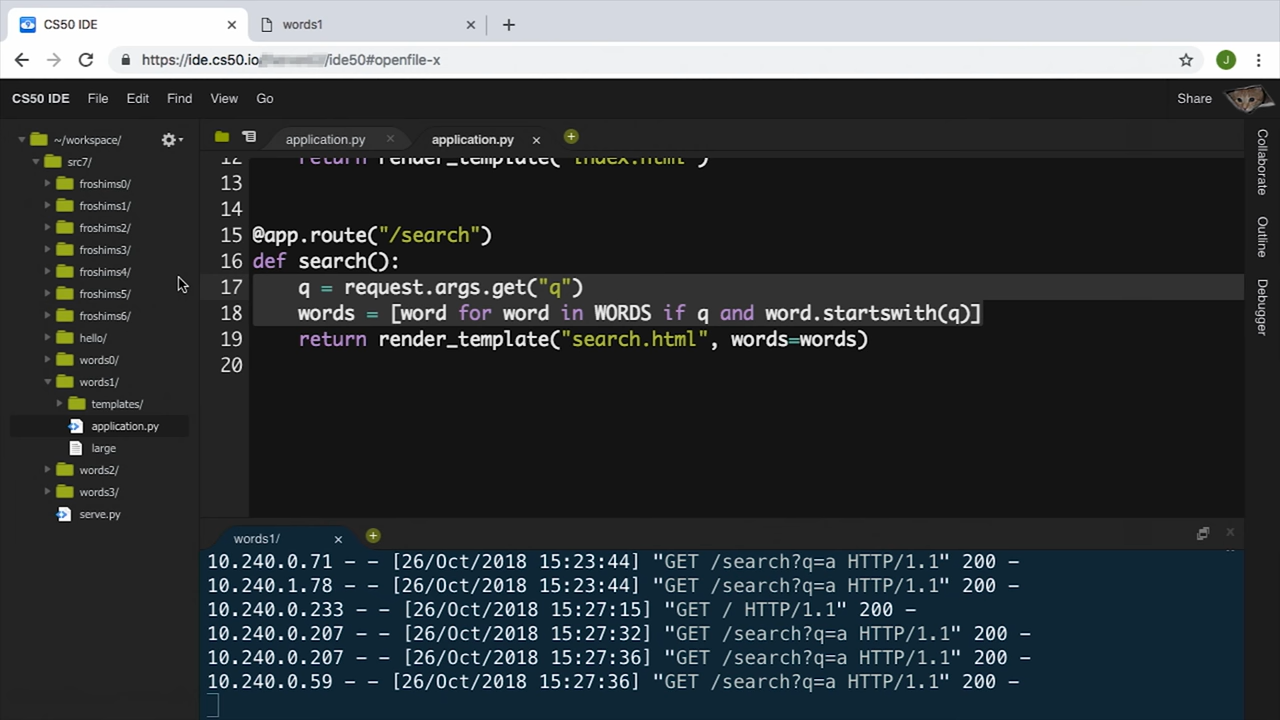 CS50 IDE
words1
https://ide.cs50.io/ /ide50#openfile-x
J
CS50 IDE File Edit Find View Go
Share
~/workspace/
src7/
froshims0/
froshims1/
froshims2/
froshims3/
froshims4/
froshims5/
froshims6/
hello/
words0/
words1/
templates/
application.py
large
words2/
words3/
serve.py
application.py
application.py
12 return render_template("index.html")
13
14
15 @app.route("/search")
16 def search():
17 q = request.args.get("q")
18 words = [word for word in WORDS if q and word.startswith(q)]
19 return render_template("search.html", words=words)
20
Collaborate
Outline
Debugger
words1/
10.240.0.71 - - [26/Oct/2018 15:23:44] "GET /search?q=a HTTP/1.1" 200 -
10.240.1.78 - - [26/Oct/2018 15:23:44] "GET /search?q=a HTTP/1.1" 200 -
10.240.0.233 - - [26/Oct/2018 15:27:15] "GET / HTTP/1.1" 200 -
10.240.0.207 - - [26/Oct/2018 15:27:32] "GET /search?q=a HTTP/1.1" 200 -
10.240.0.207 - - [26/Oct/2018 15:27:36] "GET /search?q=a HTTP/1.1" 200 -
10.240.0.59 - - [26/Oct/2018 15:27:36] "GET /search?q=a HTTP/1.1" 200 -